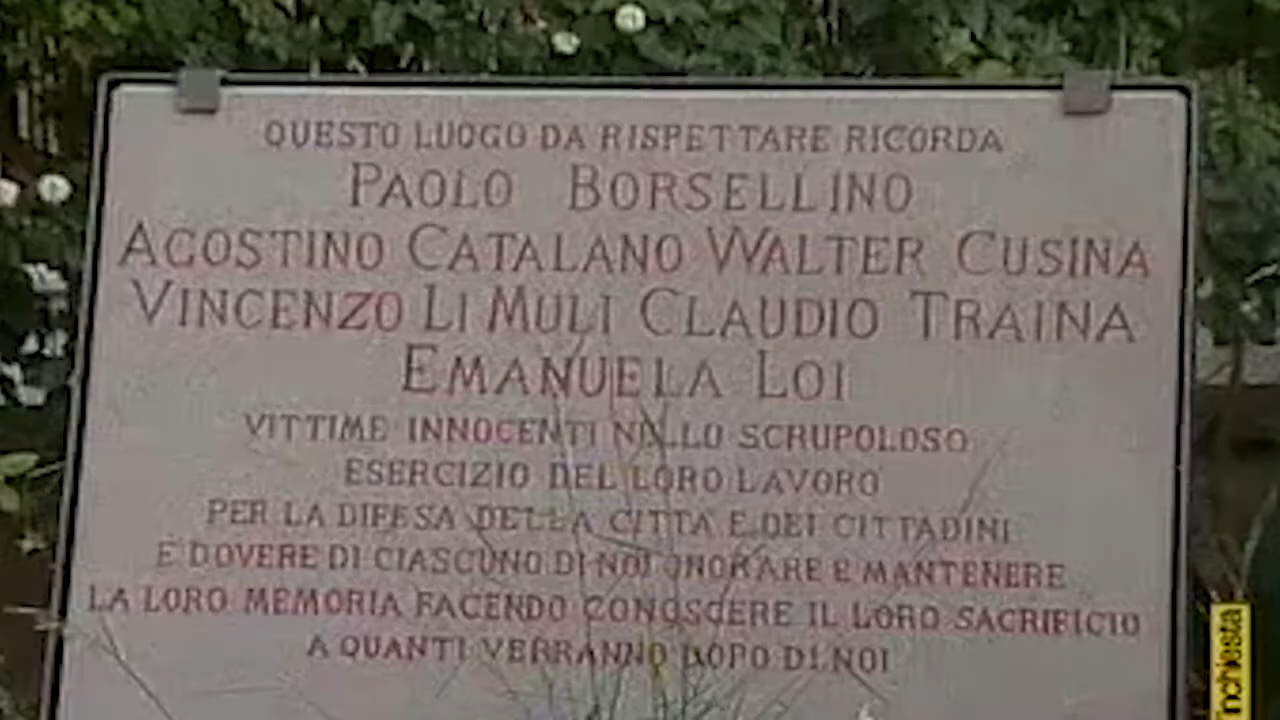 QUESTO LUOGO DA RISPETTARE RICORDA
PAOLO BORSELLINO
AGOSTINO CATALANO WALTER CUSINA
VINCENZO LI MULI CLAUDIO TRAINA
EMANUELA LOI
VITTIME INNOCENTI NELLO SCRUPOLOSO
ESERCIZIO DEL LORO LAVORO
PER LA DIFESA DELLA CITTA E DEI CITTADINI
E DOVERE DI CIASCUNO DI NOI ONORARE E MANTENERE
LA LORO MEMORIA FACENDO CONOSCERE IL LORO SACRIFICIO
A QUANTI VERRANNO DOPO DI NOI
inchiesta